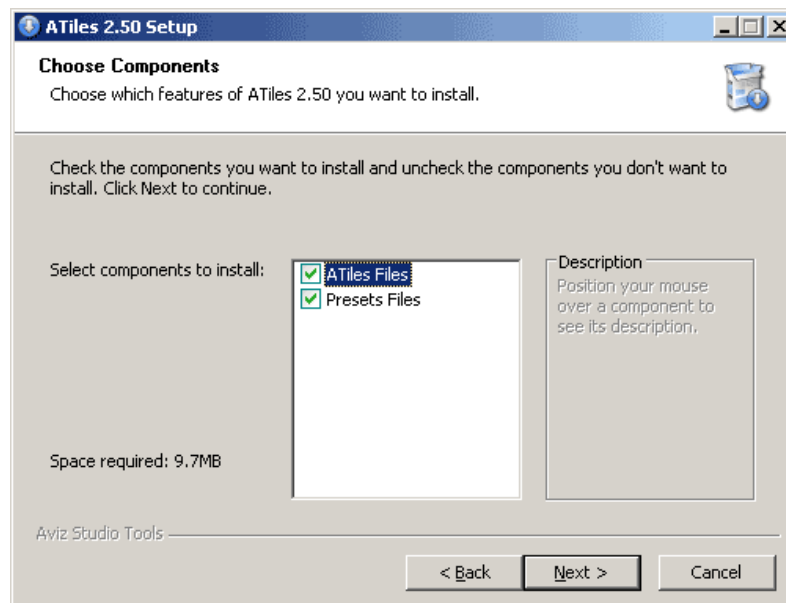 ATiles 2.50 Setup
Choose Components
Choose which features of ATiles 2.50 you want to install.
Check the components you want to install and uncheck the components you don't want to
install. Click Next to continue.
Select components to install:
ATiles Files
Presets Files
Description
Position your mouse
over a component to
see its description.
Space required: 9.7MB
Aviz Studio Tools
< Back
Next >
Cancel